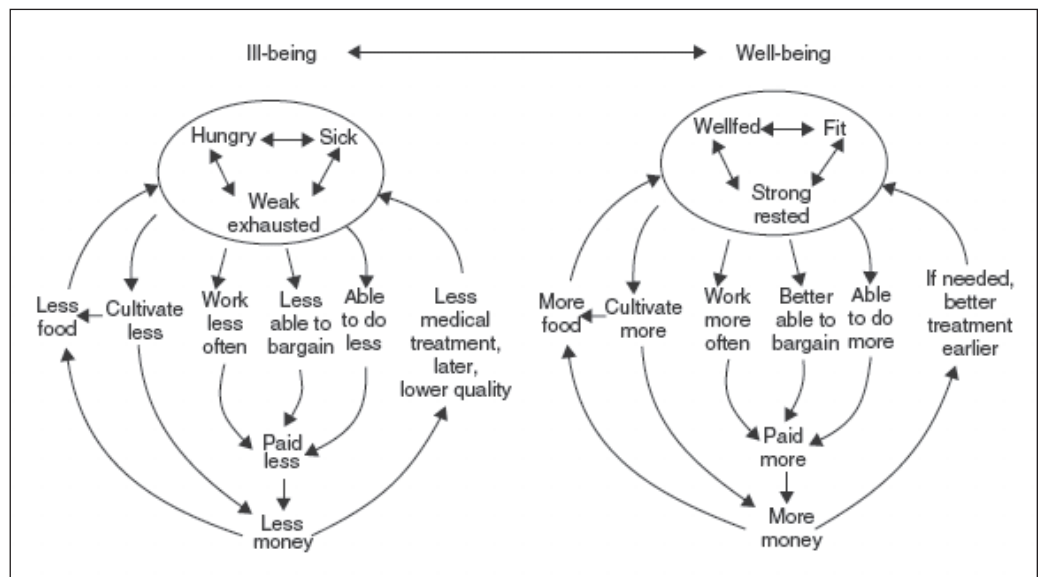 Ill-being
Well-being
Hungry
Sick
Weak
exhausted
Less
food
Cultivate
less
Work
less
often
Less
able to
bargain
Able
to do
less
Less
medical
treatment,
later,
lower quality
Paid
less
Less
money
Wellfed
Fit
Strong
rested
More
food
Cultivate
more
Work
more
often
Better
able to
bargain
Able
to do
more
If needed,
better
treatment
earlier
Paid
more
More
money